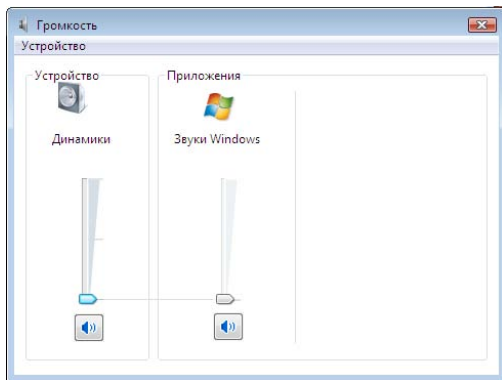 Громкость
Устройство
Устройство
Приложения
Динамики
Звуки Windows